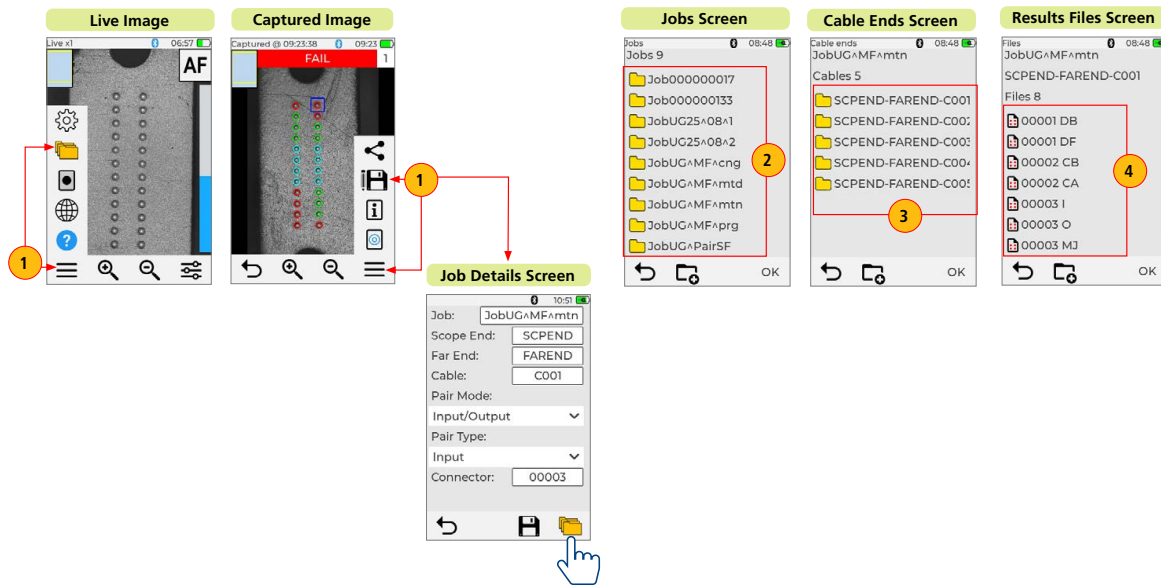 Live Image
Live x1 06:57
AF
?
1
Captured Image
Captured @ 09:23:38 09:23
FAIL 1
i
1
Job Details Screen
10:51
Job: JobUG^MF^mtn
Scope End: SCPEND
Far End: FAREND
Cable: C001
Pair Mode:
Input/Output
Pair Type:
Input
Connector: 00003
Jobs Screen
Jobs 08:48
Jobs 9
Job000000017
Job000000133
JobUG25^08^1
JobUG25^08^2
JobUG^MF^cng
JobUG^MF^mtd
JobUG^MF^mtn
JobUG^MF^prg
JobUG^PairSF
2
OK
Cable Ends Screen
Cable ends 08:48
JobUG^MF^mtn
Cables 5
SCPEND-FAREND-C001
SCPEND-FAREND-C002
SCPEND-FAREND-C003
SCPEND-FAREND-C004
SCPEND-FAREND-C005
3
OK
Results Files Screen
Files 08:48
JobUG^MF^mtn
SCPEND-FAREND-C001
Files 8
00001 DB
00001 DF
00002 CB
00002 CA
00003 I
00003 O
00003 MJ
4
OK